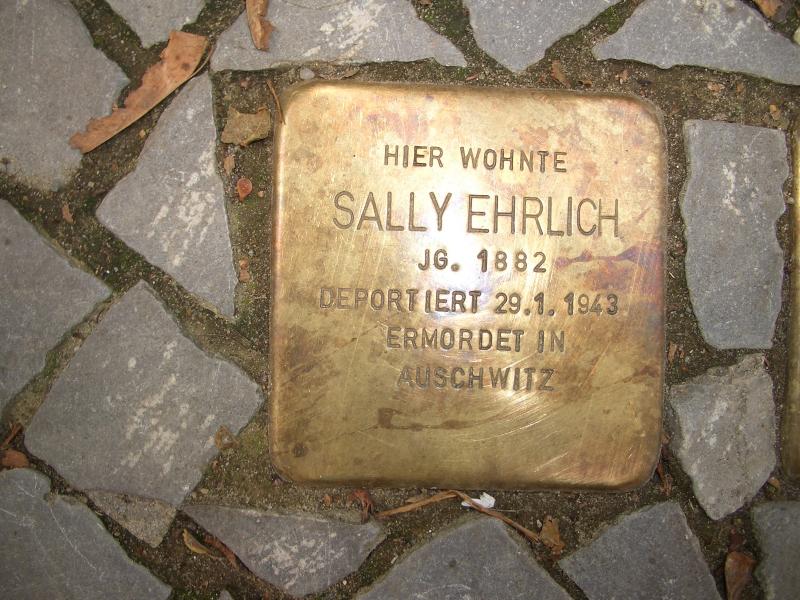 HIER WOHNTE
SALLY EHRLICH
JG. 1882
DEPORTIERT 29.1.1943
ERMORDET IN
AUSCHWITZ